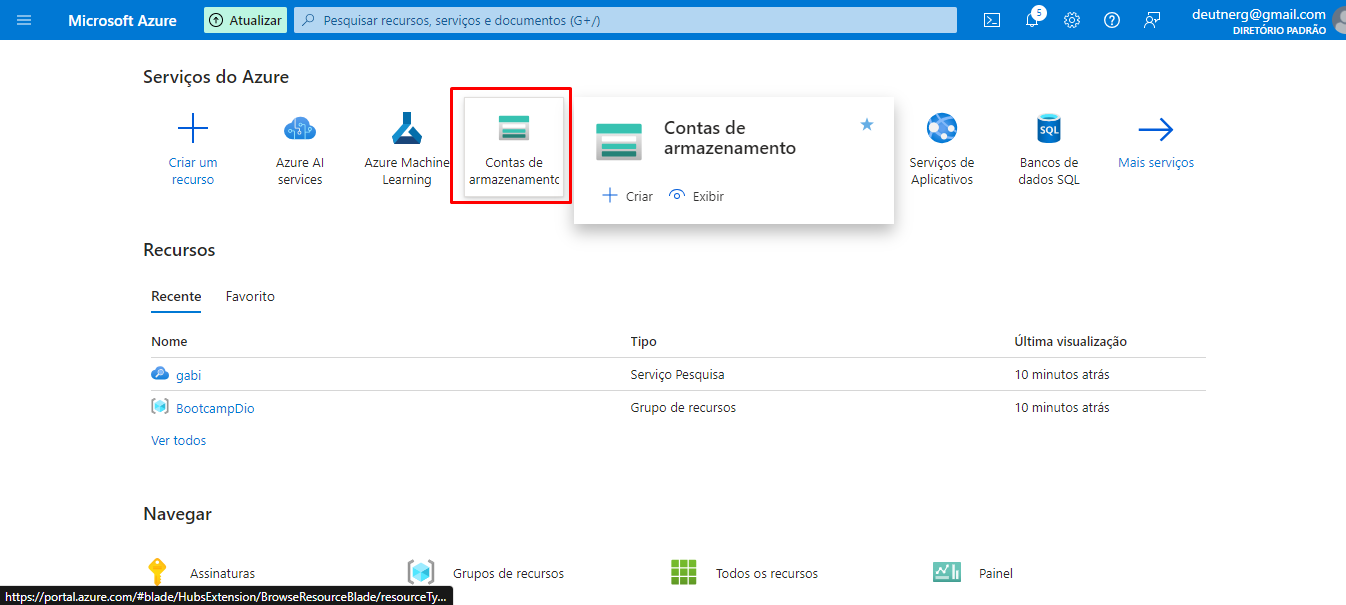 Microsoft Azure
Atualizar
Pesquisar recursos, serviços e documentos (G+/)
5
deutnerg@gmail.com
DIRETÓRIO PADRÃO
Serviços do Azure
Criar um
recurso
Azure AI
services
Azure Machine
Learning
Contas de
armazenamento
Contas de
armazenamento
Criar
Exibir
Serviços de
Aplicativos
SQL
Bancos de
dados SQL
Mais serviços
Recursos
Recente
Favorito
Nome
Tipo
Última visualização
gabi
Serviço Pesquisa
10 minutos atrás
BootcampDio
Grupo de recursos
10 minutos atrás
Ver todos
Navegar
Assinaturas
Grupos de recursos
Todos os recursos
Painel
https://portal.azure.com/#blade/HubsExtension/BrowseResourceBlade/resourceTy...